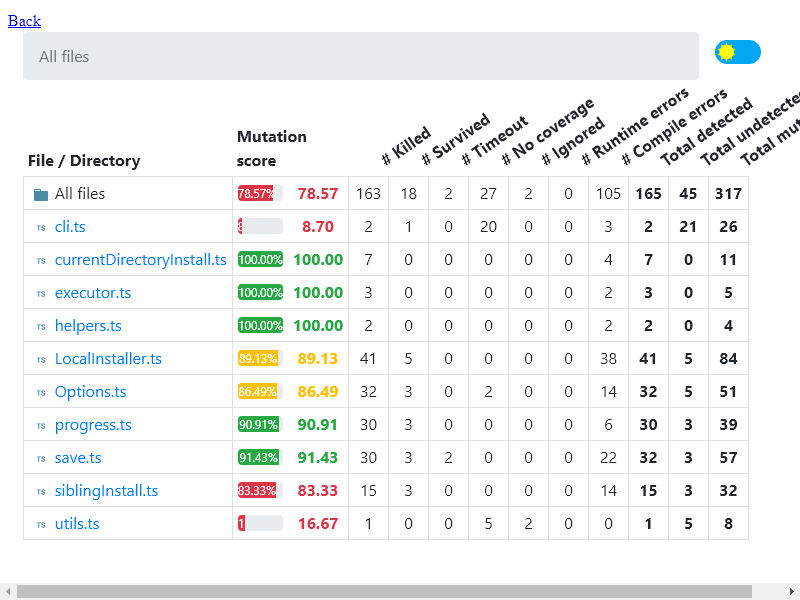 Back
All files
File / Directory Mutation score # Killed # Survived # Timeout # No coverage # Ignored # Runtime errors # Compile errors Total detected Total undetected Total mut
All files 78.57% 78.57 163 18 2 27 2 0 105 165 45 317
TS cli.ts 8 8.70 2 1 0 20 0 0 3 2 21 26
TS currentDirectoryInstall.ts 100.00% 100.00 7 0 0 0 0 0 4 7 0 11
TS executor.ts 100.00% 100.00 3 0 0 0 0 0 2 3 0 5
TS helpers.ts 100.00% 100.00 2 0 0 0 0 0 2 2 0 4
TS LocalInstaller.ts 89.13% 89.13 41 5 0 0 0 0 38 41 5 84
TS Options.ts 86.49% 86.49 32 3 0 2 0 0 14 32 5 51
TS progress.ts 90.91% 90.91 30 3 0 0 0 0 6 30 3 39
TS save.ts 91.43% 91.43 30 3 2 0 0 0 22 32 3 57
TS siblingInstall.ts 83.33% 83.33 15 3 0 0 0 0 14 15 3 32
TS utils.ts 1 16.67 1 0 0 5 2 0 0 1 5 8